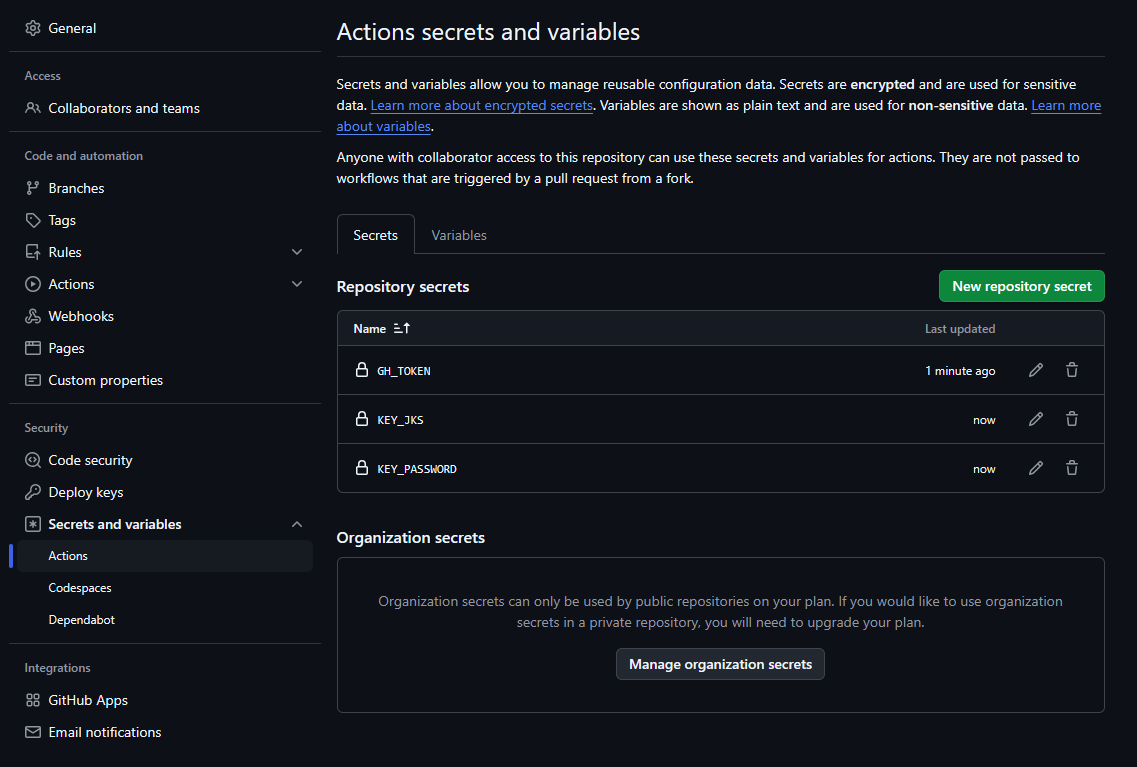 General
Access
Collaborators and teams
Code and automation
Branches
Tags
Rules
Actions
Webhooks
Pages
Custom properties
Security
Code security
Deploy keys
Secrets and variables
Actions
Codespaces
Dependabot
Integrations
GitHub Apps
Email notifications
Actions secrets and variables
Secrets and variables allow you to manage reusable configuration data. Secrets are encrypted and are used for sensitive
data. Learn more about encrypted secrets. Variables are shown as plain text and are used for non-sensitive data. Learn more
about variables.
Anyone with collaborator access to this repository can use these secrets and variables for actions. They are not passed to
workflows that are triggered by a pull request from a fork.
Secrets Variables
Repository secrets New repository secret
Name Last updated
GH_TOKEN 1 minute ago
KEY_JKS now
KEY_PASSWORD now
Organization secrets
Organization secrets can only be used by public repositories on your plan. If you would like to use organization
secrets in a private repository, you will need to upgrade your plan.
Manage organization secrets